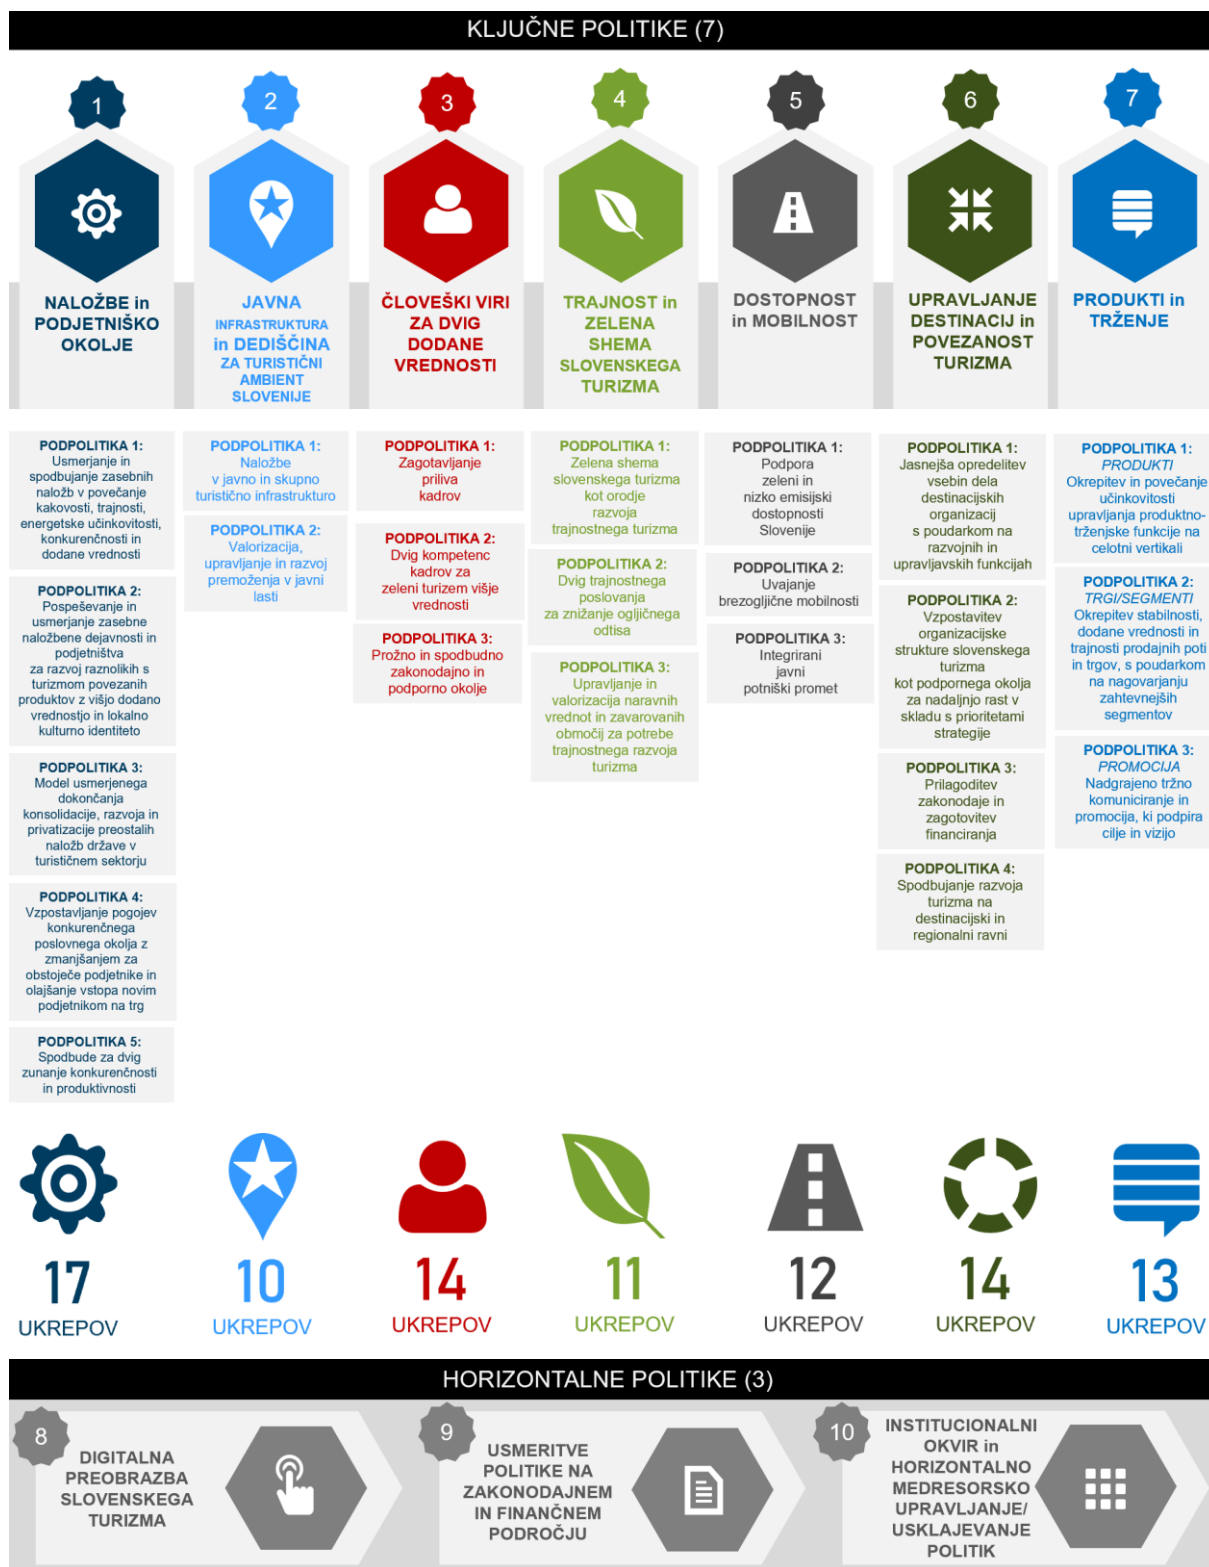 KLJUČNE POLITIKE (7)
1
NALOŽBE in
PODJETNIŠKO
OKOLJE
2
JAVNA
INFRASTRUKTURA
in DEDIŠČINA
ZA TURISTIČNI
AMBIENT
SLOVENIJE
3
ČLOVEŠKI VIRI
ZA DVIG
DODANE
VREDNOSTI
4
TRAJNOST in
ZELENA
SHEMA
SLOVENSKEGA
TURIZMA
5
DOSTOPNOST
in MOBILNOST
6
UPRAVLJANJE
DESTINACIJ in
POVEZANOST
TURIZMA
7
PRODUKTI in
TRŽENJE
PODPOLITIKA 1:
Usmerjanje in
spodbujanje zasebnih
naložb v povečanje
kakovosti, trajnosti,
energetske učinkovitosti,
konkurenčnosti in
dodane vrednosti
PODPOLITIKA 2:
Pospeševanje in
usmerjanje zasebne
naložbene dejavnosti in
podjetništva
za razvoj raznolikih s
turizmom povezanih
produktov z višjo dodano
vrednostjo in lokalno
kulturno identiteto
PODPOLITIKA 3:
Model usmerjenega
dokončanja
konsolidacije, razvoja in
privatizacije preostalih
naložb države v
turističnem sektorju
PODPOLITIKA 4:
Vzpostavljanje pogojev
konkurenčnega
poslovnega okolja z
zmanjšanjem za
obstoječe podjetnike in
olajšanje vstopa novim
podjetnikom na trg
PODPOLITIKA 5:
Spodbude za dvig
zunanje konkurenčnosti
in produktivnosti
PODPOLITIKA 1:
Naložbe
v javno in skupno
turistično infrastrukturo
PODPOLITIKA 2:
Valorizacija,
upravljanje in razvoj
premoženja v javni
lasti
PODPOLITIKA 1:
Zagotavljanje
priliva
kadrov
PODPOLITIKA 2:
Dvig kompetenc
kadrov za
zeleni turizem višje
vrednosti
PODPOLITIKA 3:
Prožno in spodbudno
zakonodajno in
podporno okolje
PODPOLITIKA 1:
Zelena shema
slovenskega turizma
kot orodje
razvoja
trajnostnega turizma
PODPOLITIKA 2:
Dvig trajnostnega
poslovanja
za znižanje ogljičnega
odtisa
PODPOLITIKA 3:
Upravljanje in
valorizacija naravnih
vrednot in zavarovanih
območij za potrebe
trajnostnega razvoja
turizma
PODPOLITIKA 1:
Podpora
zeleni in
nizko emisijski
dostopnosti
Slovenije
PODPOLITIKA 2:
Uvajanje
brezogljične mobilnosti
PODPOLITIKA 3:
Integrirani
javni
potniški promet
PODPOLITIKA 1:
Jasnejša opredelitev
vsebin dela
destinacijskih
organizacij
s poudarkom na
razvojnih in
upravljavskih funkcijah
PODPOLITIKA 2:
Vzpostavitev
organizacijske
strukture slovenskega
turizma
kot podpornega okolja
za nadaljnjo rast v
skladu s prioritetami
strategije
PODPOLITIKA 3:
Prilagoditev
zakonodaje in
zagotovitev
financiranja
PODPOLITIKA 4:
Spodbujanje razvoja
turizma na
destinacijski in
regionalni ravni
PODPOLITIKA 1:
PRODUKTI
Okrepitev in povečanje
učinkovitosti
upravljanja produktno-
trženjske funkcije na
celotni vertikali
PODPOLITIKA 2:
TRGI/SEGMENTI
Okrepitev stabilnosti,
dodane vrednosti in
trajnosti prodajnih poti
in trgov, s poudarkom
na nagovarjanju
zahtevnejših
segmentov
PODPOLITIKA 3:
PROMOCIJA
Nadgrajeno tržno
komuniciranje in
promocija, ki podpira
cilje in vizijo
17
UKREPOV
10
UKREPOV
14
UKREPOV
11
UKREPOV
12
UKREPOV
14
UKREPOV
13
UKREPOV
HORIZONTALNE POLITIKE (3)
8
DIGITALNA
PREOBRAZBA
SLOVENSKEGA
TURIZMA
9
USMERITVE
POLITIKE NA
ZAKONODAJNEM
IN FINANČNEM
PODROČJU
10
INSTITUCIONALNI
OKVIR in
HORIZONTALNO
MEDRESORSKO
UPRAVLJANJE/
USKLAJEVANJE
POLITIK